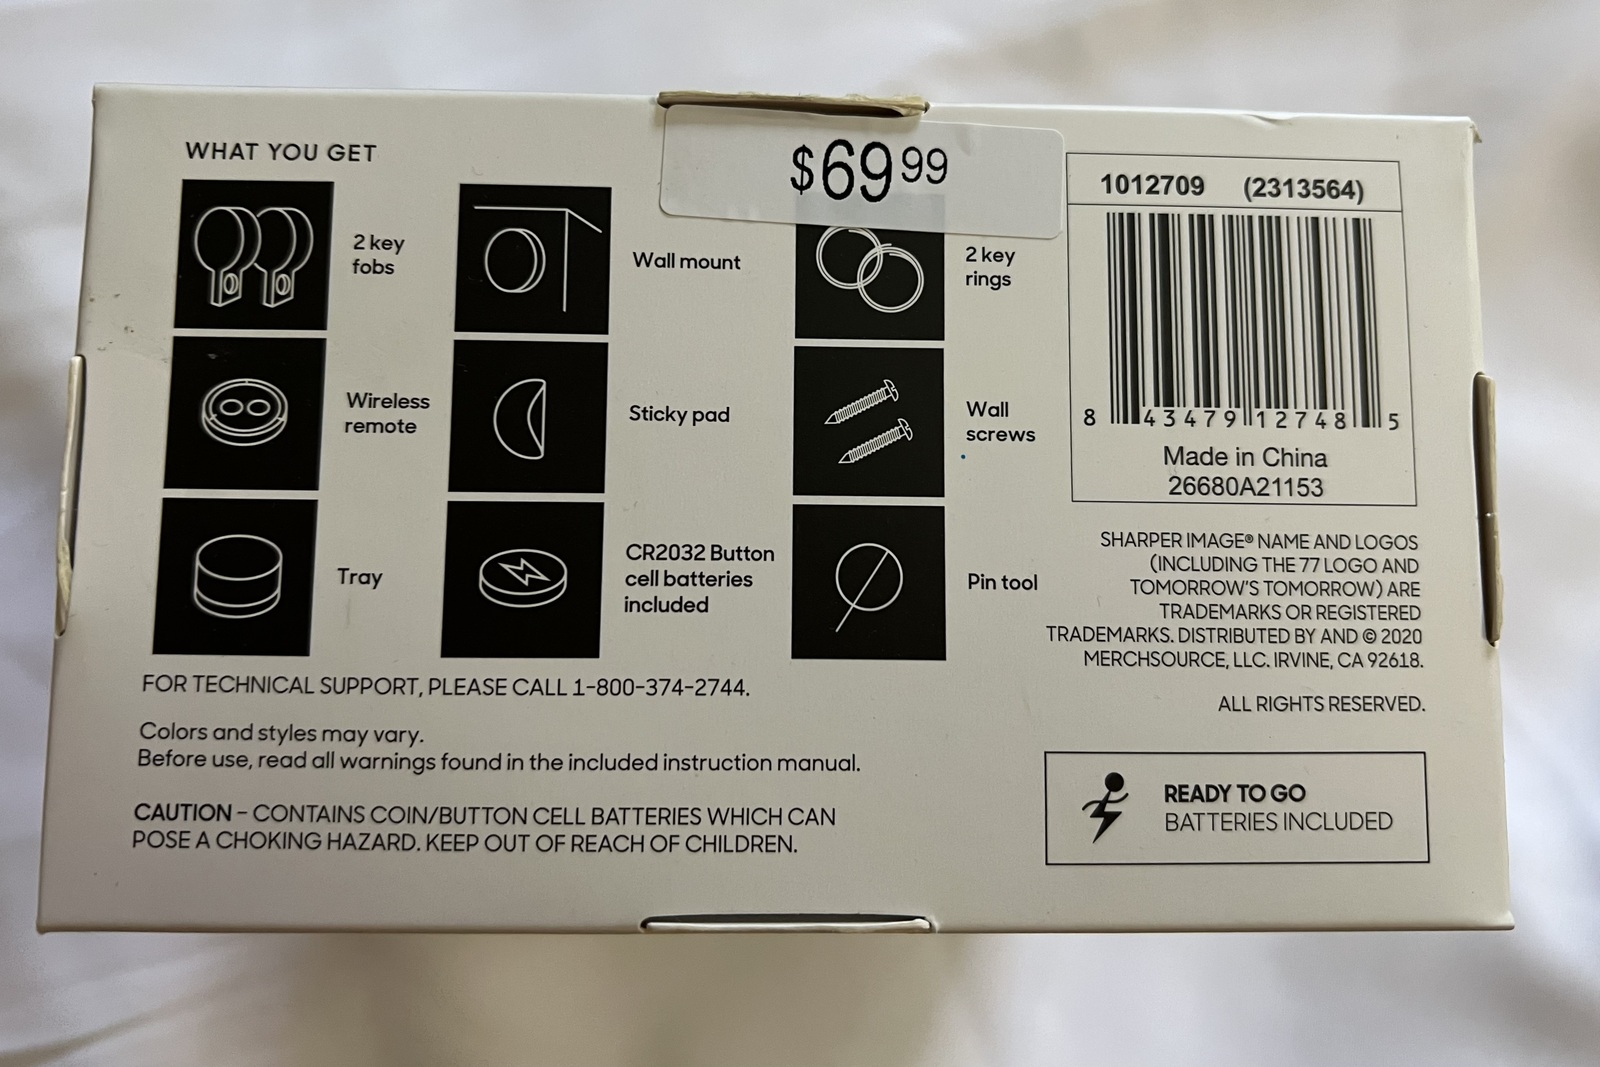 WHAT YOU GET
$69 99
2 key
fobs
Wall mount
2 key
rings
Wireless
remote
Sticky pad
Wall
screws
Tray
CR2032 Button
cell batteries
included
Pin tool
FOR TECHNICAL SUPPORT, PLEASE CALL 1-800-374-2744.
Colors and styles may vary.
Before use, read all warnings found in the included instruction manual.
CAUTION – CONTAINS COIN/BUTTON CELL BATTERIES WHICH CAN
POSE A CHOKING HAZARD. KEEP OUT OF REACH OF CHILDREN.
1012709 (2313564)
8 43479 12748 5
Made in China
26680A21153
SHARPER IMAGE® NAME AND LOGOS
(INCLUDING THE 77 LOGO AND
TOMORROW'S TOMORROW) ARE
TRADEMARKS OR REGISTERED
TRADEMARKS. DISTRIBUTED BY AND © 2020
MERCHSOURCE, LLC. IRVINE, CA 92618.
ALL RIGHTS RESERVED.
READY TO GO
BATTERIES INCLUDED